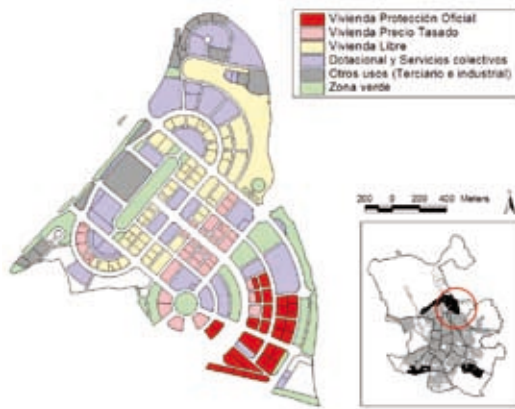 Vivienda Protección Oficial
Vivienda Precio Tasado
Vivienda Libre
Dotacional y Servicios colectivos
Otros usos (Terciario e industrial)
Zona verde
200 0 200 400 Meters
N